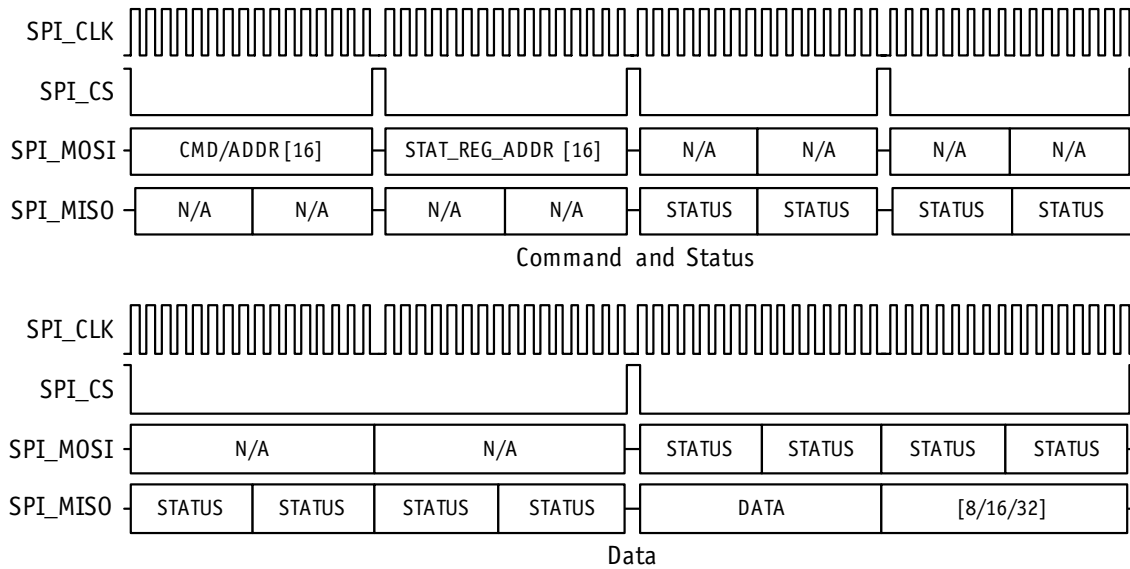 SPI_CLK
SPI_CS
SPI_MOSI CMD/ADDR [16] STAT_REG_ADDR [16] N/A N/A N/A N/A
SPI_MISO N/A N/A N/A N/A STATUS STATUS STATUS STATUS
Command and Status
SPI_CLK
SPI_CS
SPI_MOSI N/A N/A STATUS STATUS STATUS STATUS
SPI_MISO STATUS STATUS STATUS STATUS DATA [8/16/32]
Data